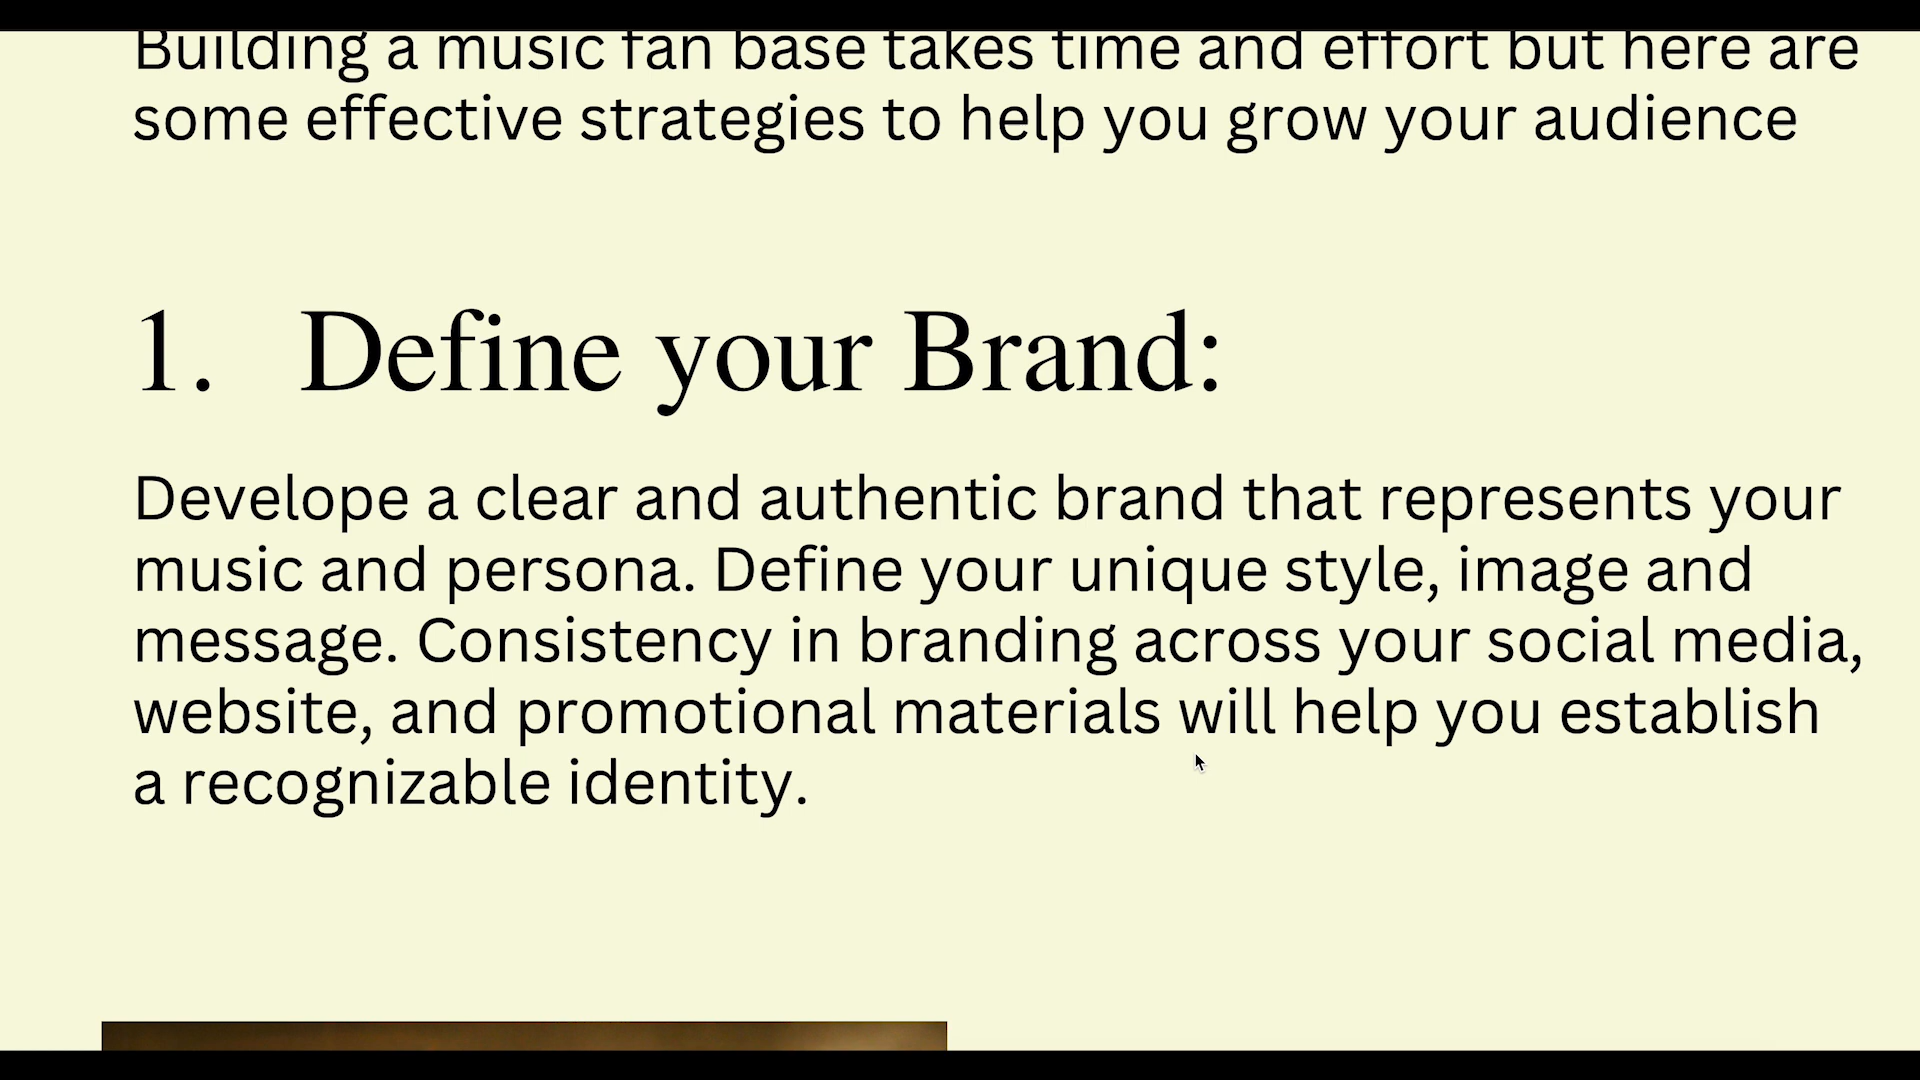 Building a music fan base takes time and effort but here are
some effective strategies to help you grow your audience
1. Define your Brand:
Develope a clear and authentic brand that represents your
music and persona. Define your unique style, image and
message. Consistency in branding across your social media,
website, and promotional materials will help you establish
a recognizable identity.